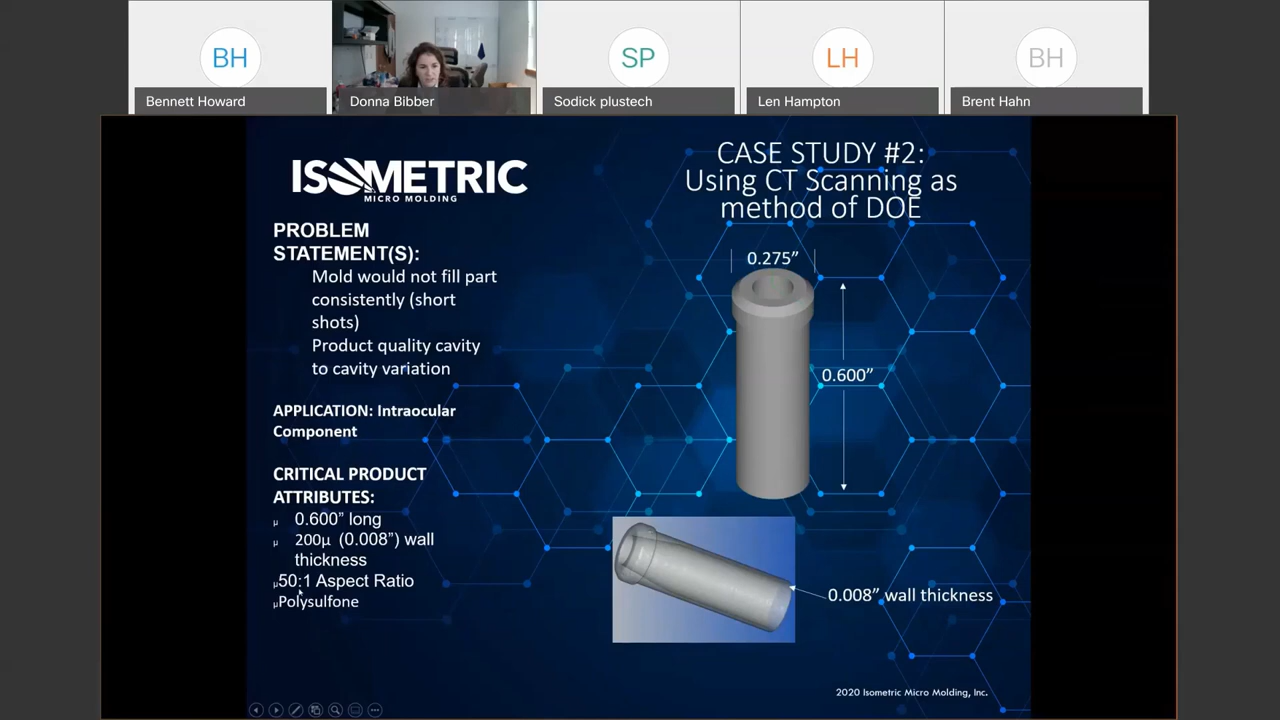 BH
SP
LH
BH
Bennett Howard
Donna Bibber
Sodick plustech
Len Hampton
Brent Hahn
ISOMETRIC
MICRO MOLDING
CASE STUDY #2:
Using CT Scanning as
method of DOE
PROBLEM
STATEMENT(S):
Mold would not fill part
consistently (short
shots)
Product quality cavity
to cavity variation
APPLICATION: Intraocular
Component
CRITICAL PRODUCT
ATTRIBUTES:
µ 0.600” long
µ 200µ (0.008”) wall
thickness
µ50:1 Aspect Ratio
µPolysulfone
0.275”
0.600”
0.008” wall thickness
2020 Isometric Micro Molding, Inc.